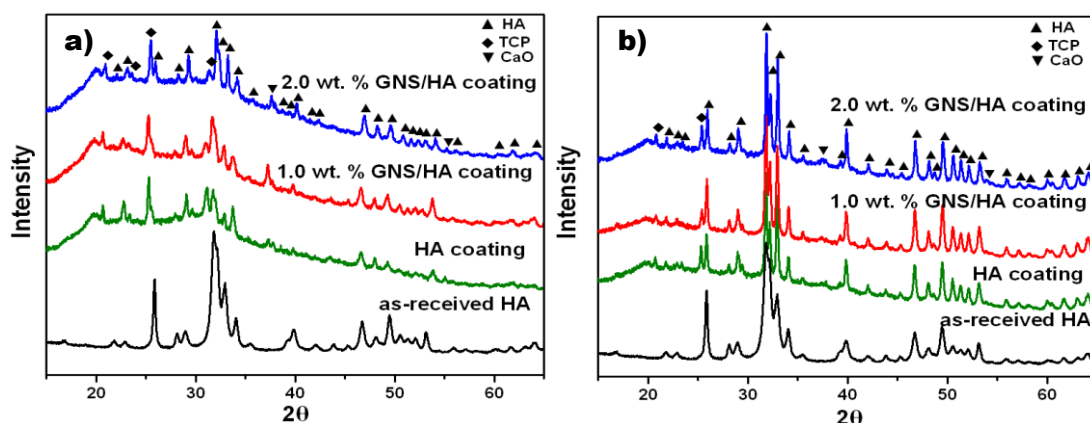 a)
▲ HA
◆ TCP
▼ CaO
2.0 wt. % GNS/HA coating
1.0 wt. % GNS/HA coating
HA coating
as-received HA
Intensity
20 30 40 50 60
2θ
b)
▲ HA
◆ TCP
▼ CaO
2.0 wt. % GNS/HA coating
1.0 wt. % GNS/HA coating
HA coating
as-received HA
Intensity
20 30 40 50 60
2θ